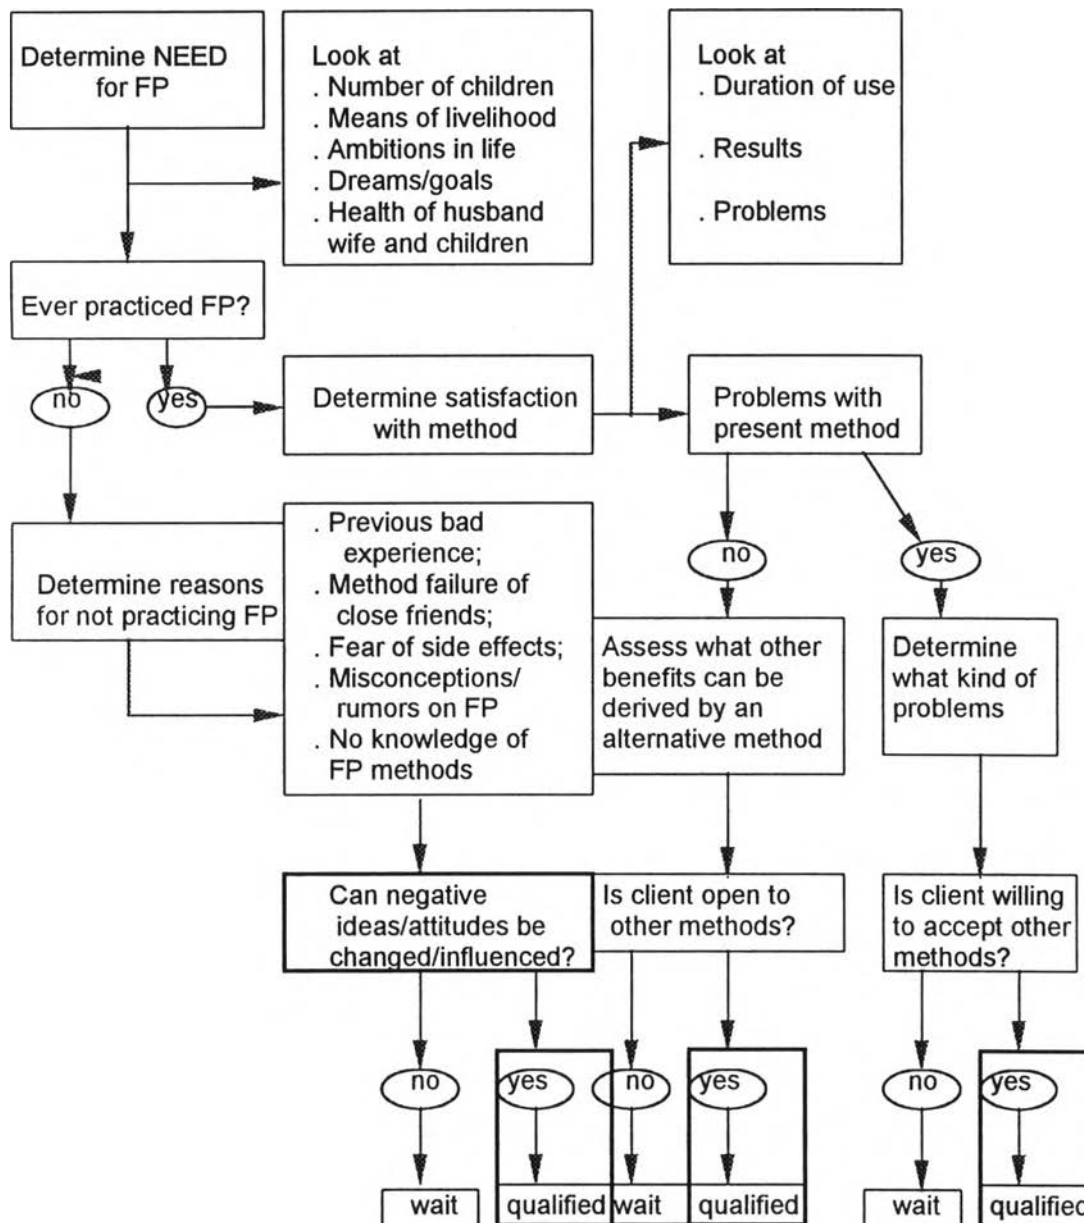 Determine NEED
for FP
Look at
. Number of children
. Means of livelihood
. Ambitions in life
. Dreams/goals
. Health of husband
wife and children
Look at
. Duration of use
. Results
. Problems
Ever practiced FP?
no
yes
Determine satisfaction
with method
Problems with
present method
no
yes
Determine reasons
for not practicing FP
. Previous bad
experience;
. Method failure of
close friends;
. Fear of side effects;
. Misconceptions/
rumors on FP
. No knowledge of
FP methods
Assess what other
benefits can be
derived by an
alternative method
Determine
what kind of
problems
Can negative
ideas/attitudes be
changed/influenced?
Is client open to
other methods?
Is client willing
to accept other
methods?
no
yes
no
yes
no
yes
wait
qualified
wait
qualified
wait
qualified